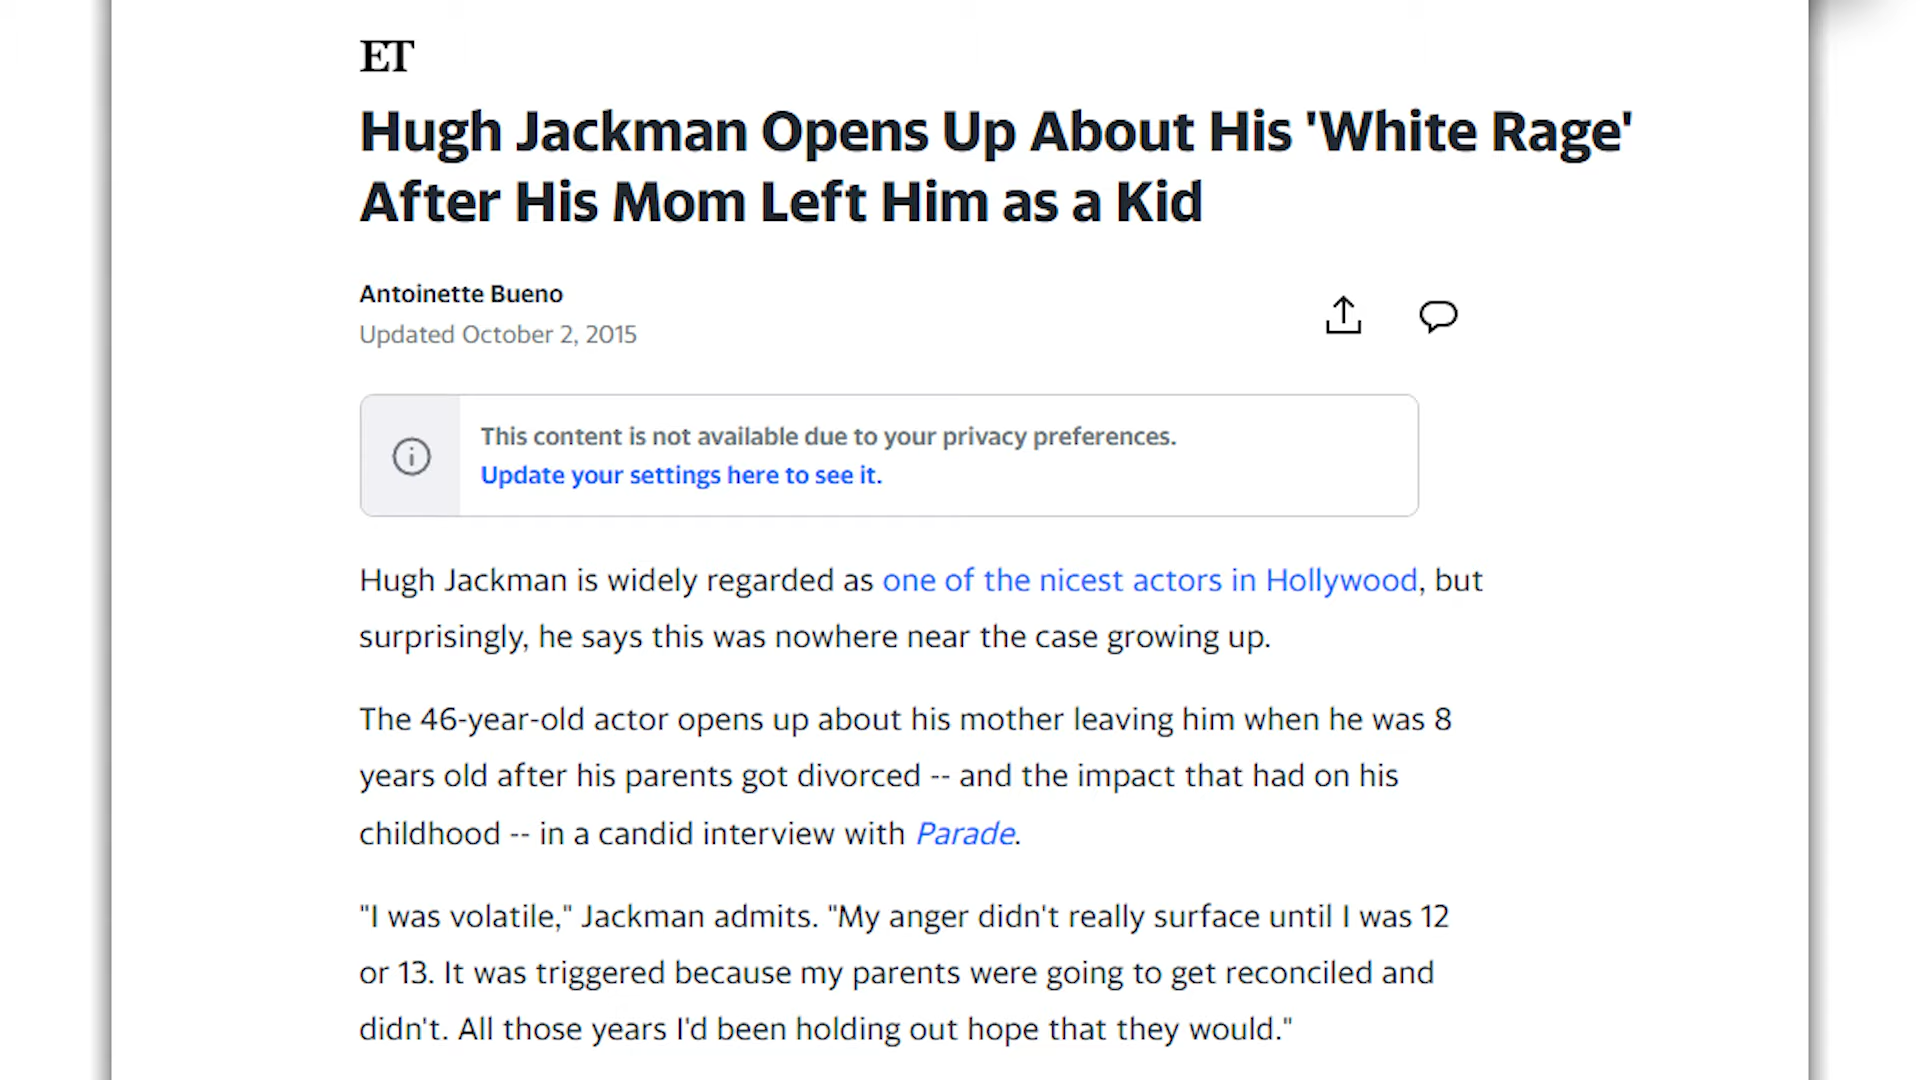 ET
Hugh Jackman Opens Up About His 'White Rage'
After His Mom Left Him as a Kid
Antoinette Bueno
Updated October 2, 2015
This content is not available due to your privacy preferences.
Update your settings here to see it.
Hugh Jackman is widely regarded as one of the nicest actors in Hollywood, but
surprisingly, he says this was nowhere near the case growing up.
The 46-year-old actor opens up about his mother leaving him when he was 8
years old after his parents got divorced -- and the impact that had on his
childhood -- in a candid interview with Parade.
"I was volatile," Jackman admits. "My anger didn't really surface until I was 12
or 13. It was triggered because my parents were going to get reconciled and
didn't. All those years I'd been holding out hope that they would."